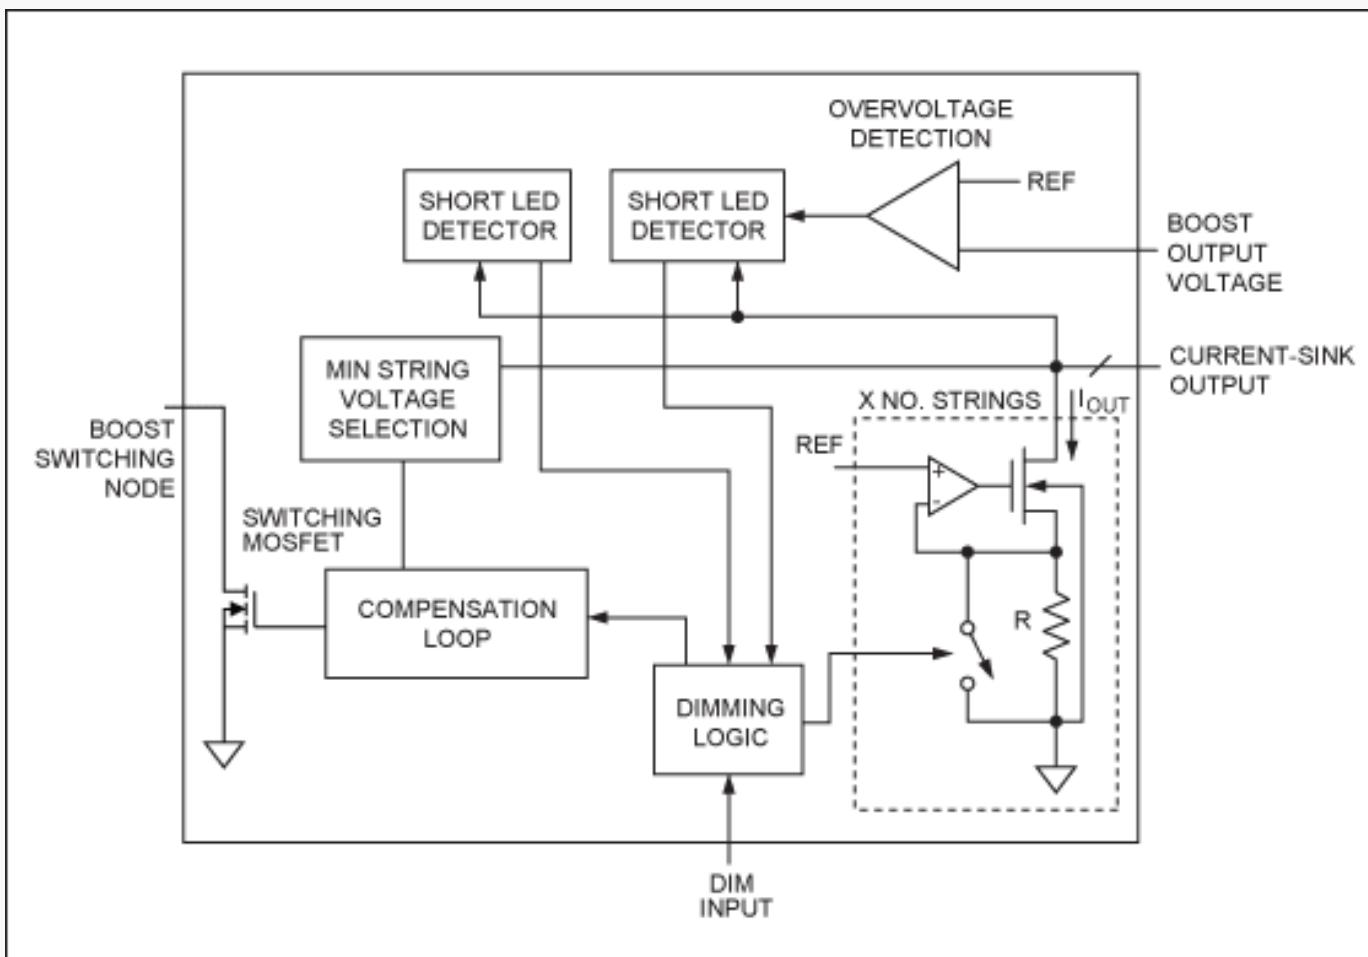 OVERVOLTAGE
DETECTION
REF
SHORT LED
DETECTOR
SHORT LED
DETECTOR
BOOST
OUTPUT
VOLTAGE
MIN STRING
VOLTAGE
SELECTION
CURRENT-SINK
OUTPUT
X NO. STRINGS
IOUT
BOOST
SWITCHING
NODE
REF
+
-
SWITCHING
MOSFET
COMPENSATION
LOOP
R
DIMMING
LOGIC
DIM
INPUT